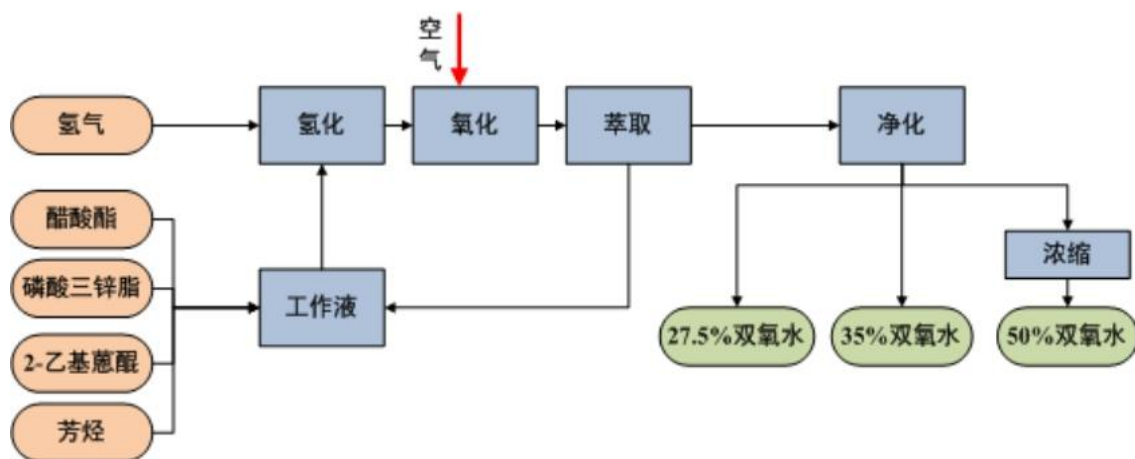 空
气
氢气
氢化
氧化
萃取
净化
醋酸酯
磷酸三锌脂
2-乙基蒽醌
芳烃
工作液
浓缩
27.5%双氧水
35%双氧水
50%双氧水